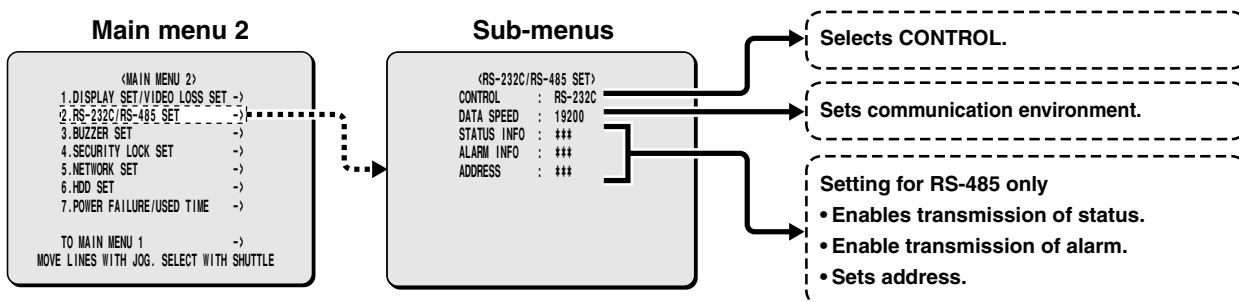 Main menu 2
<MAIN MENU 2>
1.DISPLAY SET/VIDEO LOSS SET ->
2.RS-232C/RS-485 SET ->
3.BUZZER SET ->
4.SECURITY LOCK SET ->
5.NETWORK SET ->
6.HDD SET ->
7.POWER FAILURE/USED TIME ->
TO MAIN MENU 1 ->
MOVE LINES WITH JOG. SELECT WITH SHUTTLE
Sub-menus
<RS-232C/RS-485 SET>
CONTROL : RS-232C
DATA SPEED : 19200
STATUS INFO : ***
ALARM INFO : ***
ADDRESS : ***
Selects CONTROL.
Sets communication environment.
Setting for RS-485 only
• Enables transmission of status.
• Enable transmission of alarm.
• Sets address.